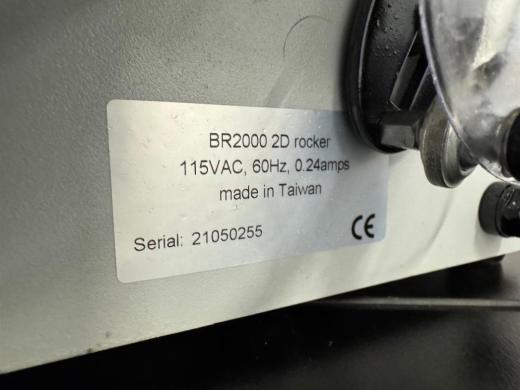 BR2000 2D rocker
115VAC, 60Hz, 0.24amps
made in Taiwan
Serial: 21050255
CE